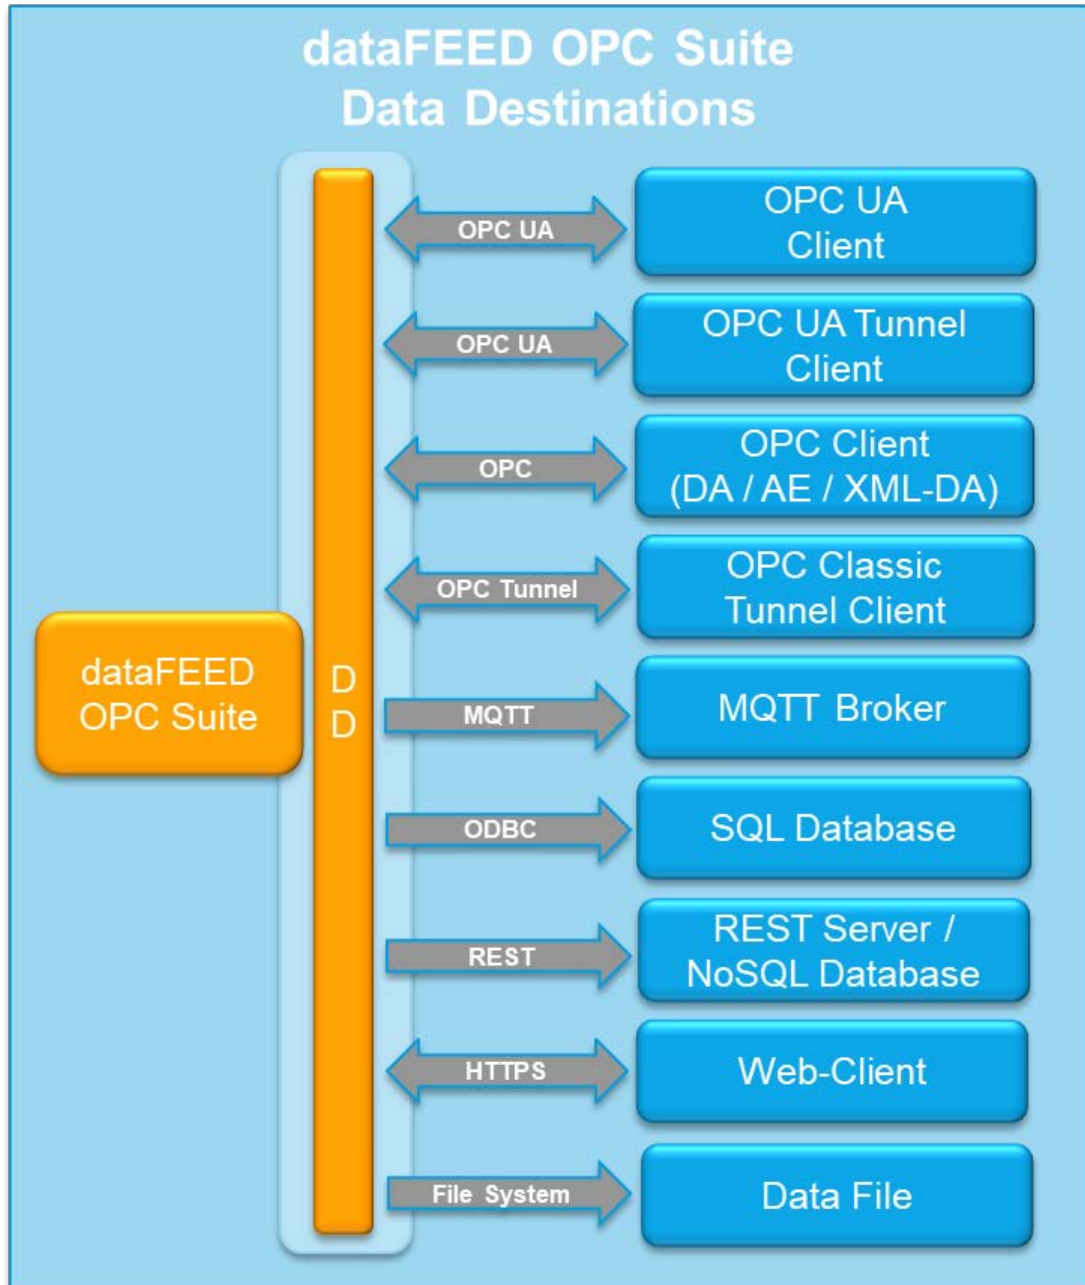 dataFEED OPC Suite
Data Destinations
OPC UA
OPC UA
Client
OPC UA
OPC UA Tunnel
Client
OPC
OPC Client
(DA / AE / XML-DA)
OPC Tunnel
OPC Classic
Tunnel Client
dataFEED
OPC Suite
D
D
MQTT
MQTT Broker
ODBC
SQL Database
REST
REST Server /
NoSQL Database
HTTPS
Web-Client
File System
Data File